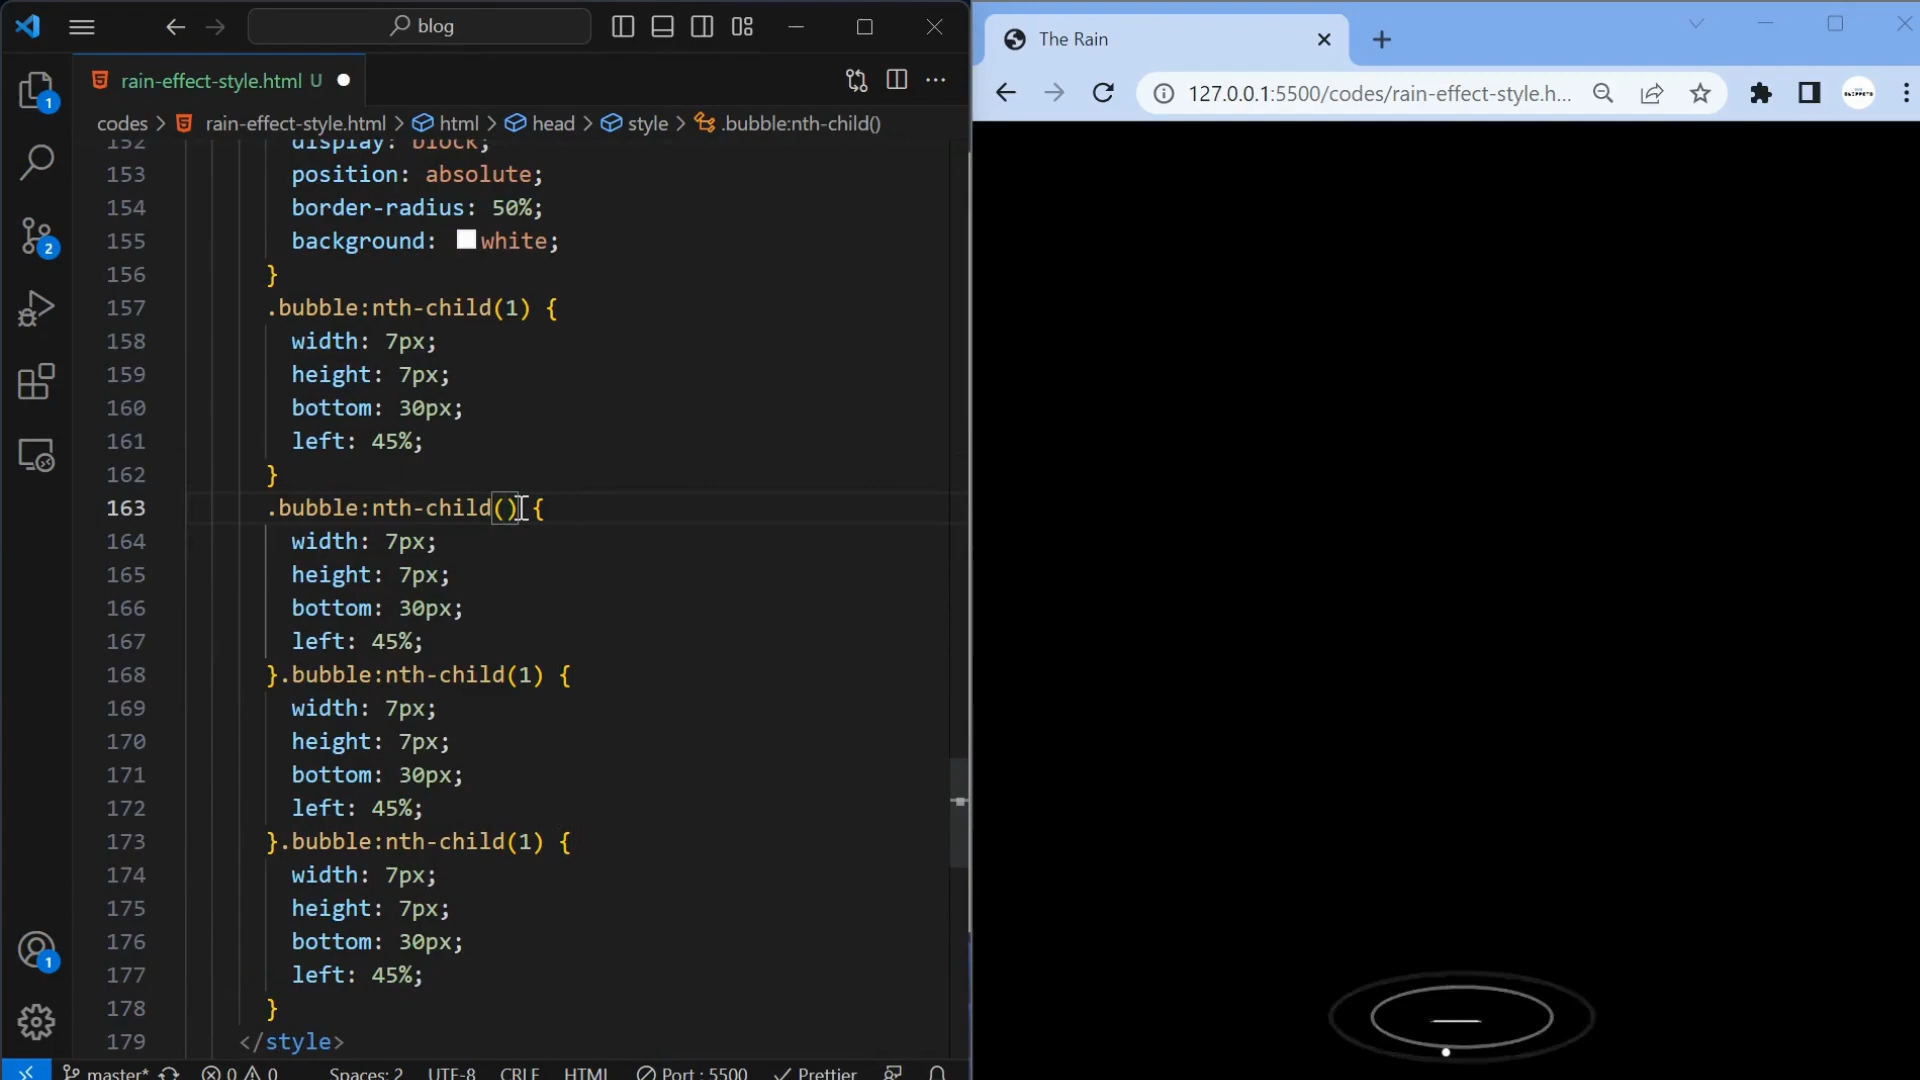 blog
The Rain
rain-effect-style.html U
127.0.0.1:5500/codes/rain-effect-style.h...
codes > rain-effect-style.html > html > head > style > .bubble:nth-child()
152 display: block;
153 position: absolute;
154 border-radius: 50%;
155 background: white;
156 }
157 .bubble:nth-child(1) {
158 width: 7px;
159 height: 7px;
160 bottom: 30px;
161 left: 45%;
162 }
163 .bubble:nth-child() {
164 width: 7px;
165 height: 7px;
166 bottom: 30px;
167 left: 45%;
168 }.bubble:nth-child(1) {
169 width: 7px;
170 height: 7px;
171 bottom: 30px;
172 left: 45%;
173 }.bubble:nth-child(1) {
174 width: 7px;
175 height: 7px;
176 bottom: 30px;
177 left: 45%;
178 }
179 </style>
1
2
1
master* 0 0 Spaces: 2 UTF-8 CRLF HTML Port : 5500 Prettier